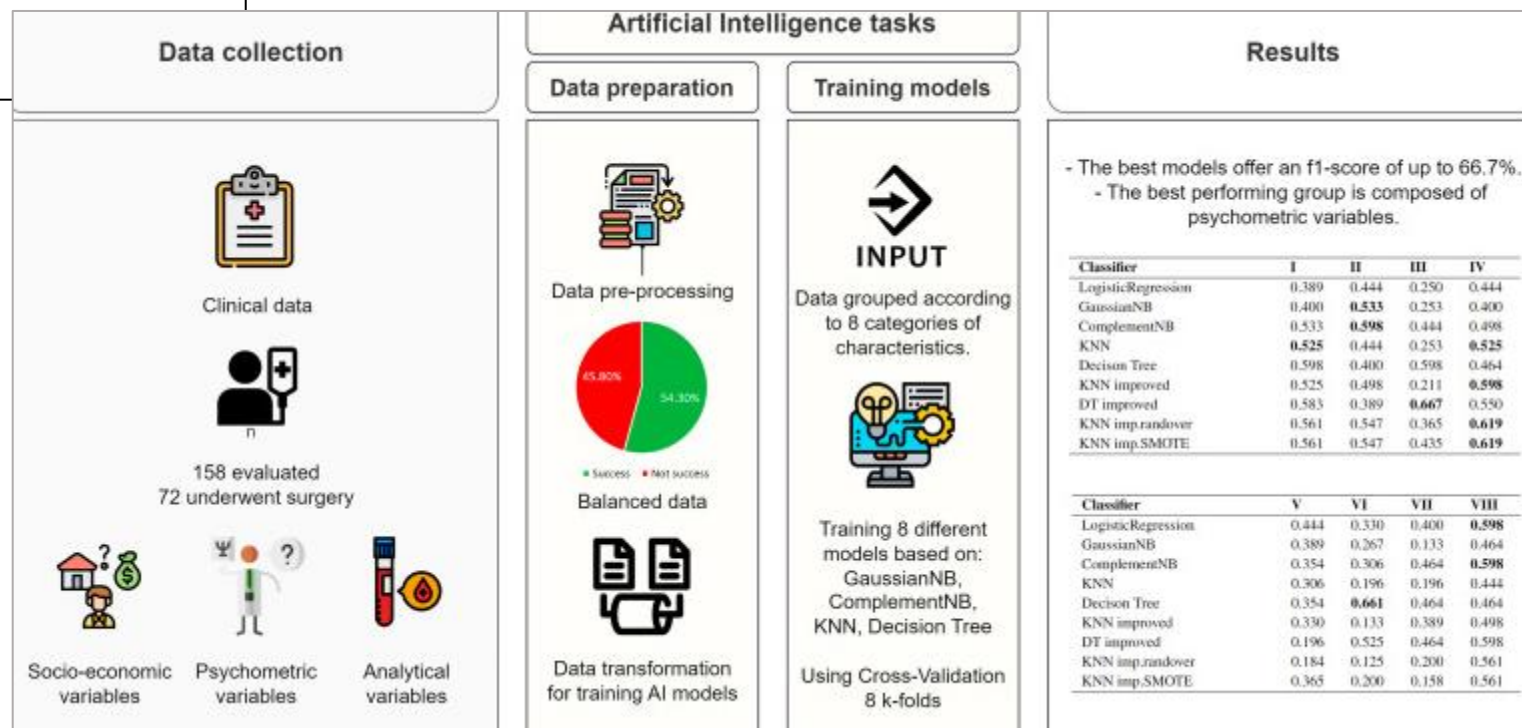 Data collection
Clinical data
n
158 evaluated
72 underwent surgery
Socio-economic
variables
Psychometric
variables
Analytical
variables
Artificial Intelligence tasks
Data preparation
Data pre-processing
45.80%
54.30%
Success Not success
Balanced data
Data transformation
for training AI models
Training models
INPUT
Data grouped according
to 8 categories of
characteristics.
Training 8 different
models based on:
GaussianNB,
ComplementNB,
KNN, Decision Tree
Using Cross-Validation
8 k-folds
Results
- The best models offer an f1-score of up to 66.7%.
- The best performing group is composed of
psychometric variables.
Classifier I II III IV
LogisticRegression 0.389 0.444 0.250 0.444
GaussianNB 0.400 0.533 0.253 0.400
ComplementNB 0.533 0.598 0.444 0.498
KNN 0.525 0.444 0.253 0.525
Decison Tree 0.598 0.400 0.598 0.464
KNN improved 0.525 0.498 0.211 0.598
DT improved 0.583 0.389 0.667 0.550
KNN imp.randover 0.561 0.547 0.365 0.619
KNN imp.SMOTE 0.561 0.547 0.435 0.619
Classifier V VI VII VIII
LogisticRegression 0.444 0.330 0.400 0.598
GaussianNB 0.389 0.267 0.133 0.464
ComplementNB 0.354 0.306 0.464 0.598
KNN 0.306 0.196 0.196 0.444
Decison Tree 0.354 0.661 0.464 0.464
KNN improved 0.330 0.133 0.389 0.498
DT improved 0.196 0.525 0.464 0.598
KNN imp.randover 0.184 0.125 0.200 0.561
KNN imp.SMOTE 0.365 0.200 0.158 0.561